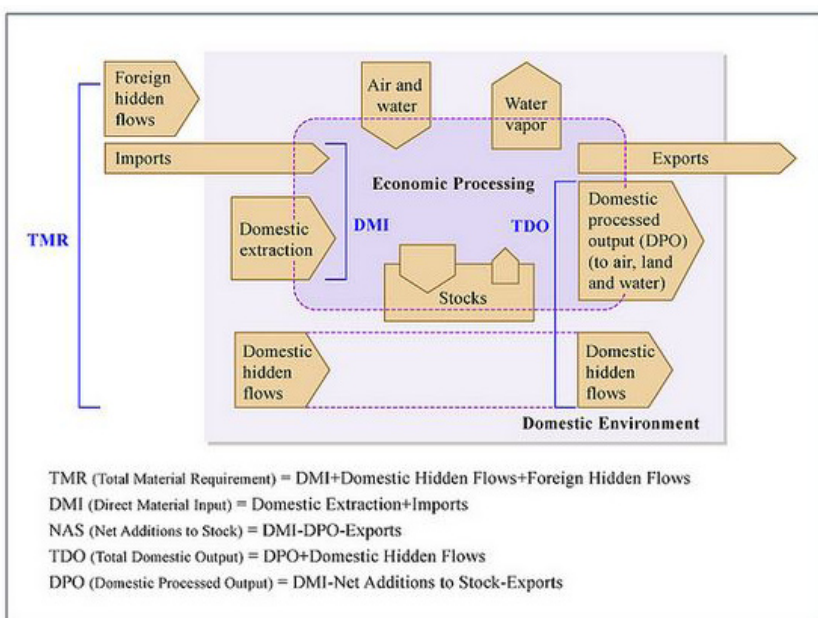 Foreign
hidden
flows
Air and
water
Water
vapor
Imports
Exports
Economic Processing
TMR
Domestic
extraction
DMI
TDO
Domestic
processed
output (DPO)
(to air, land
and water)
Stocks
Domestic
hidden
flows
Domestic
hidden
flows
Domestic Environment
TMR (Total Material Requirement) = DMI+Domestic Hidden Flows+Foreign Hidden Flows
DMI (Direct Material Input) = Domestic Extraction+Imports
NAS (Net Additions to Stock) = DMI-DPO-Exports
TDO (Total Domestic Output) = DPO+Domestic Hidden Flows
DPO (Domestic Processed Output) = DMI-Net Additions to Stock-Exports